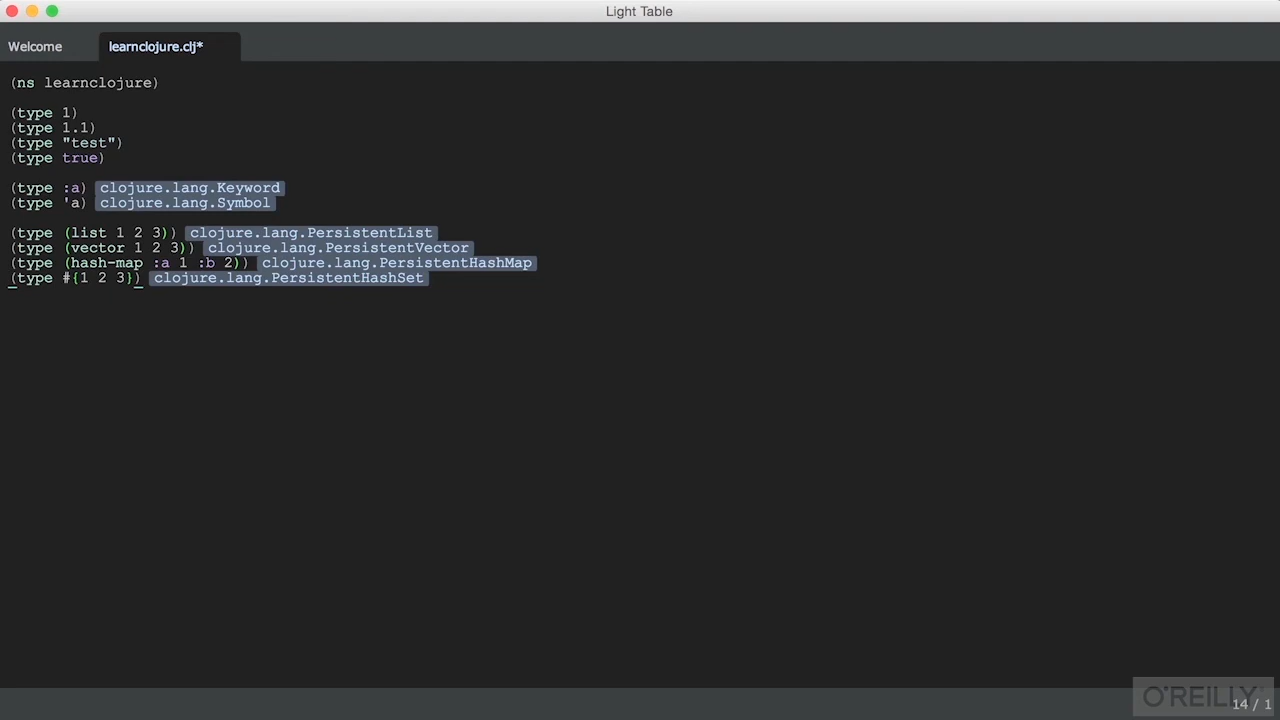 Light Table
Welcome
learnclojure.clj*
(ns learnclojure)
(type 1)
(type 1.1)
(type "test")
(type true)
(type :a) clojure.lang.Keyword
(type 'a) clojure.lang.Symbol
(type (list 1 2 3)) clojure.lang.PersistentList
(type (vector 1 2 3)) clojure.lang.PersistentVector
(type (hash-map :a 1 :b 2)) clojure.lang.PersistentHashMap
(type #{1 2 3}) clojure.lang.PersistentHashSet
O'REILLY
14 / 1